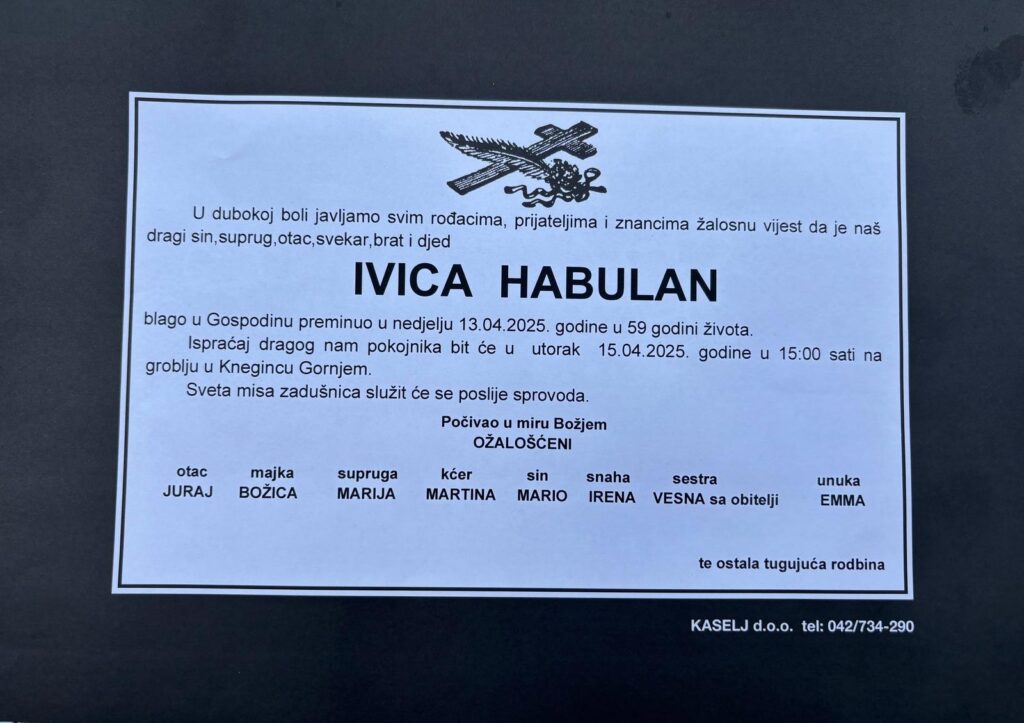 U dubokoj boli javljamo svim rođacima, prijateljima i znancima žalosnu vijest da je naš
dragi sin,suprug,otac,svekar,brat i djed
IVICA HABULAN
blago u Gospodinu preminuo u nedjelju 13.04.2025. godine u 59 godini života.
Ispraćaj dragog nam pokojnika bit će u utorak 15.04.2025. godine u 15:00 sati na
groblju u Knegincu Gornjem.
Sveta misa zadušnica služit će se poslije sprovoda.
Počivao u miru Božjem
OŽALOŠĆENI
otac majka supruga kćer sin snaha sestra unuka
JURAJ BOŽICA MARIJA MARTINA MARIO IRENA VESNA sa obitelji EMMA
te ostala tugujuća rodbina
KASELJ d.o.o. tel: 042/734-290